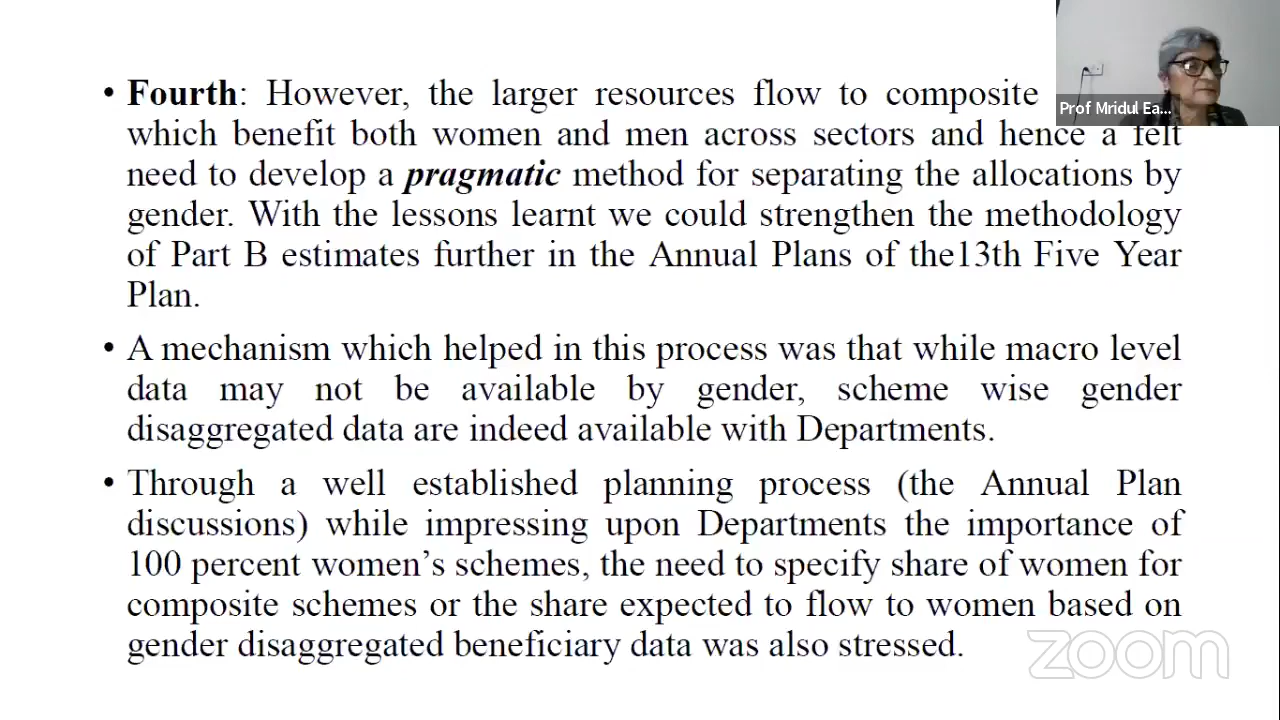 • Fourth: However, the larger resources flow to composite
which benefit both women and men across sectors and hence a felt
need to develop a pragmatic method for separating the allocations by
gender. With the lessons learnt we could strengthen the methodology
of Part B estimates further in the Annual Plans of the13th Five Year
Plan.
• A mechanism which helped in this process was that while macro level
data may not be available by gender, scheme wise gender
disaggregated data are indeed available with Departments.
• Through a well established planning process (the Annual Plan
discussions) while impressing upon Departments the importance of
100 percent women’s schemes, the need to specify share of women for
composite schemes or the share expected to flow to women based on
gender disaggregated beneficiary data was also stressed.
Prof Mridul Ea...
zoom